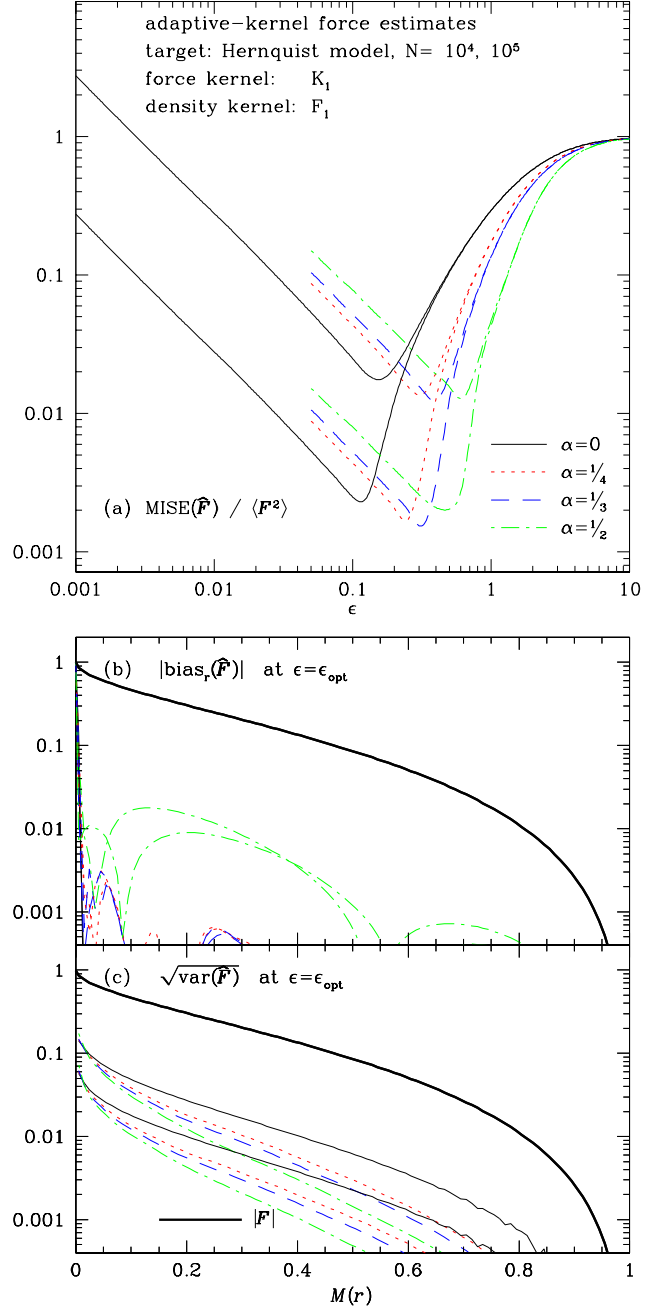 adaptive-kernel force estimates
target: Hernquist model, N= 10⁴, 10⁵
force kernel: K₁
density kernel: F₁
1
0.1
0.01
0.001
α=0
α=¼
α=⅓
α=½
(a) MISE(F̂) / ⟨F²⟩
0.001 0.01 0.1 1 10
ϵ
(b) |bias_r(F̂)| at ϵ=ϵ_opt
1
0.1
0.01
0.001
(c) √var(F̂) at ϵ=ϵ_opt
1
0.1
0.01
0.001
|F|
0 0.2 0.4 0.6 0.8 1
M(r)